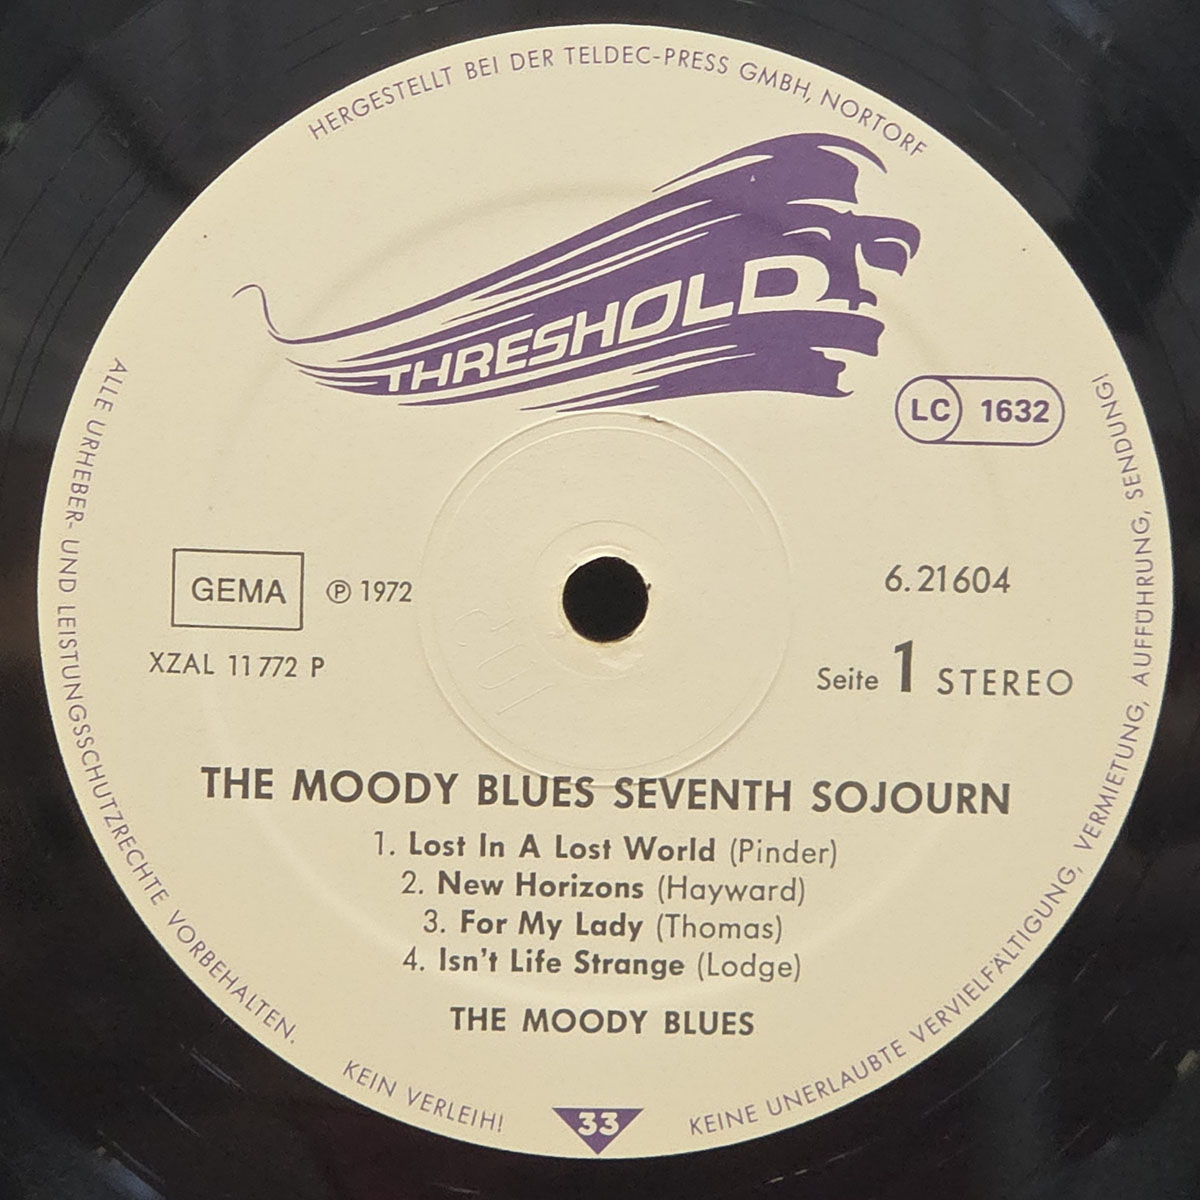 HERGESTELLT BEI DER TELDEC-PRESS GMBH, NORTORF
THRESHOLD
LC 1632
GEMA
℗ 1972
XZAL 11772 P
6.21604
Seite 1 STEREO
THE MOODY BLUES SEVENTH SOJOURN
1. Lost In A Lost World (Pinder)
2. New Horizons (Hayward)
3. For My Lady (Thomas)
4. Isn't Life Strange (Lodge)
THE MOODY BLUES
ALLE URHEBER- UND LEISTUNGSSCHUTZRECHTE VORBEHALTEN.
KEIN VERLEIH!
33
KEINE UNERLAUBTE VERVIELFÄLTIGUNG, VERMIETUNG, AUFFÜHRUNG, SENDUNG!